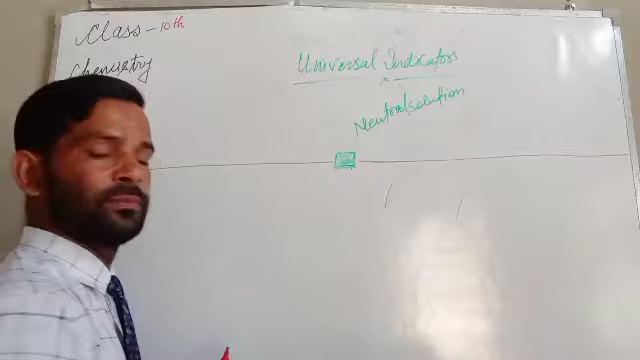 Class - 10th
Chemistry
Universal Indicators
Neutral solution